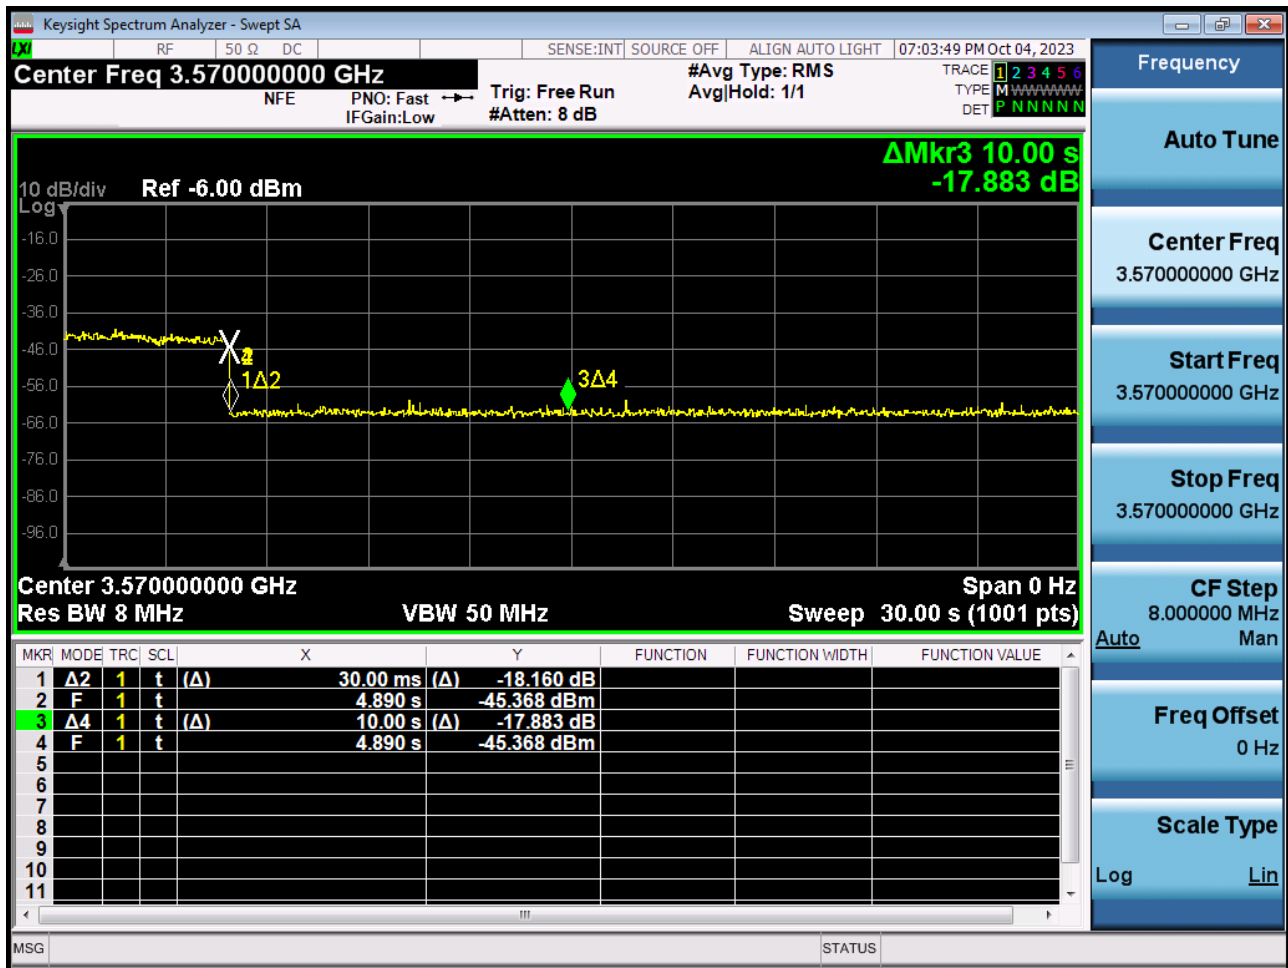 Keysight Spectrum Analyzer - Swept SA
LXI RF 50 Ω DC SENSE:INT SOURCE OFF ALIGN AUTO LIGHT 07:03:49 PM Oct 04, 2023
Center Freq 3.570000000 GHz
NFE
PNO: Fast
IFGain:Low
Trig: Free Run
#Atten: 8 dB
#Avg Type: RMS
Avg|Hold: 1/1
TRACE 1 2 3 4 5 6
TYPE M WWWWW
DET P N N N N N
ΔMkr3 10.00 s
-17.883 dB
10 dB/div Ref -6.00 dBm
Log
-16.0
-26.0
-36.0
-46.0
-56.0
-66.0
-76.0
-86.0
-96.0
1Δ2
3Δ4
Center 3.570000000 GHz Span 0 Hz
Res BW 8 MHz VBW 50 MHz Sweep 30.00 s (1001 pts)
MKR MODE TRC SCL X Y FUNCTION FUNCTION WIDTH FUNCTION VALUE
1 Δ2 1 t (Δ) 30.00 ms (Δ) -18.160 dB
2 F 1 t 4.890 s -45.368 dBm
3 Δ4 1 t (Δ) 10.00 s (Δ) -17.883 dB
4 F 1 t 4.890 s -45.368 dBm
5
6
7
8
9
10
11
MSG STATUS
Frequency
Auto Tune
Center Freq
3.570000000 GHz
Start Freq
3.570000000 GHz
Stop Freq
3.570000000 GHz
CF Step
8.000000 MHz
Auto Man
Freq Offset
0 Hz
Scale Type
Log Lin